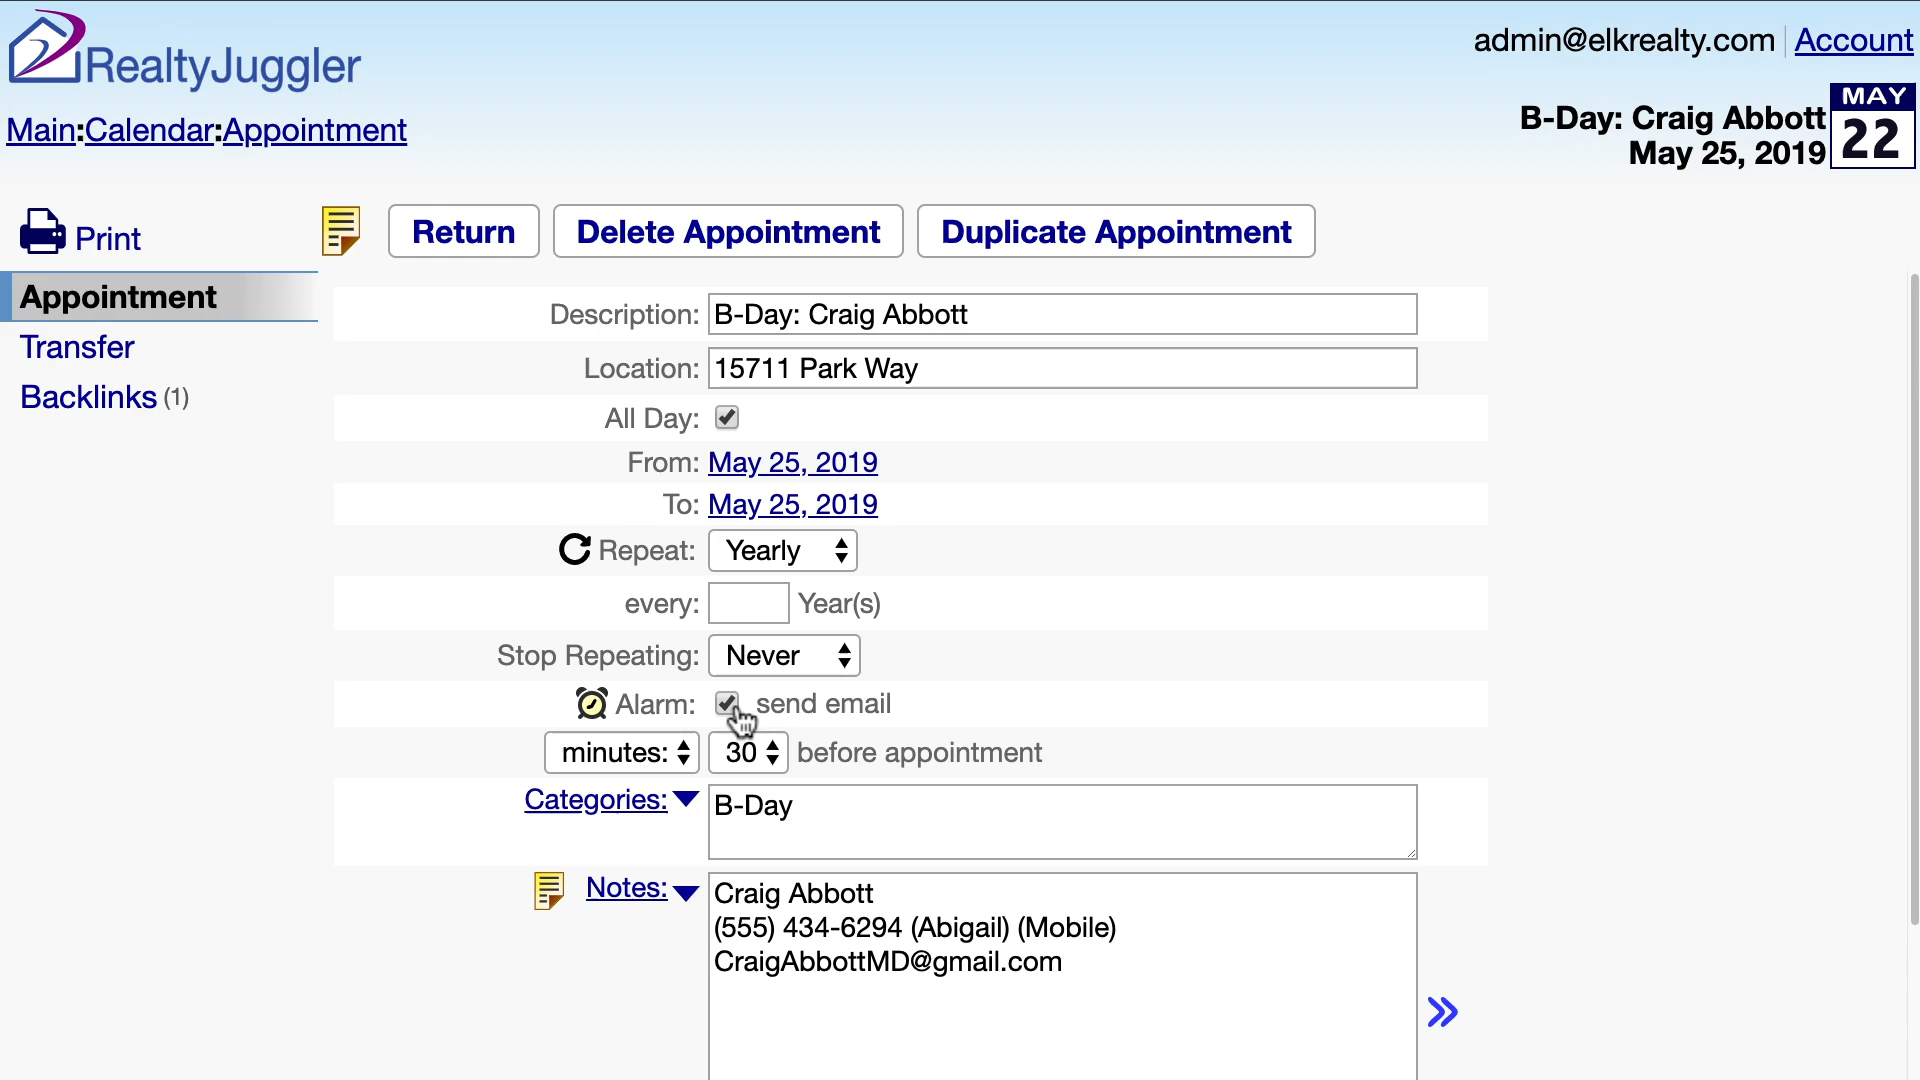 RealtyJuggler
admin@elkrealty.com
Account
Main:Calendar:Appointment
B-Day: Craig Abbott
May 25, 2019
MAY
22
Print
Return
Delete Appointment
Duplicate Appointment
Appointment
Transfer
Backlinks (1)
Description: B-Day: Craig Abbott
Location: 15711 Park Way
All Day:
From: May 25, 2019
To: May 25, 2019
Repeat: Yearly
every: Year(s)
Stop Repeating: Never
Alarm: send email
minutes: 30 before appointment
Categories: B-Day
Notes: Craig Abbott
(555) 434-6294 (Abigail) (Mobile)
CraigAbbottMD@gmail.com